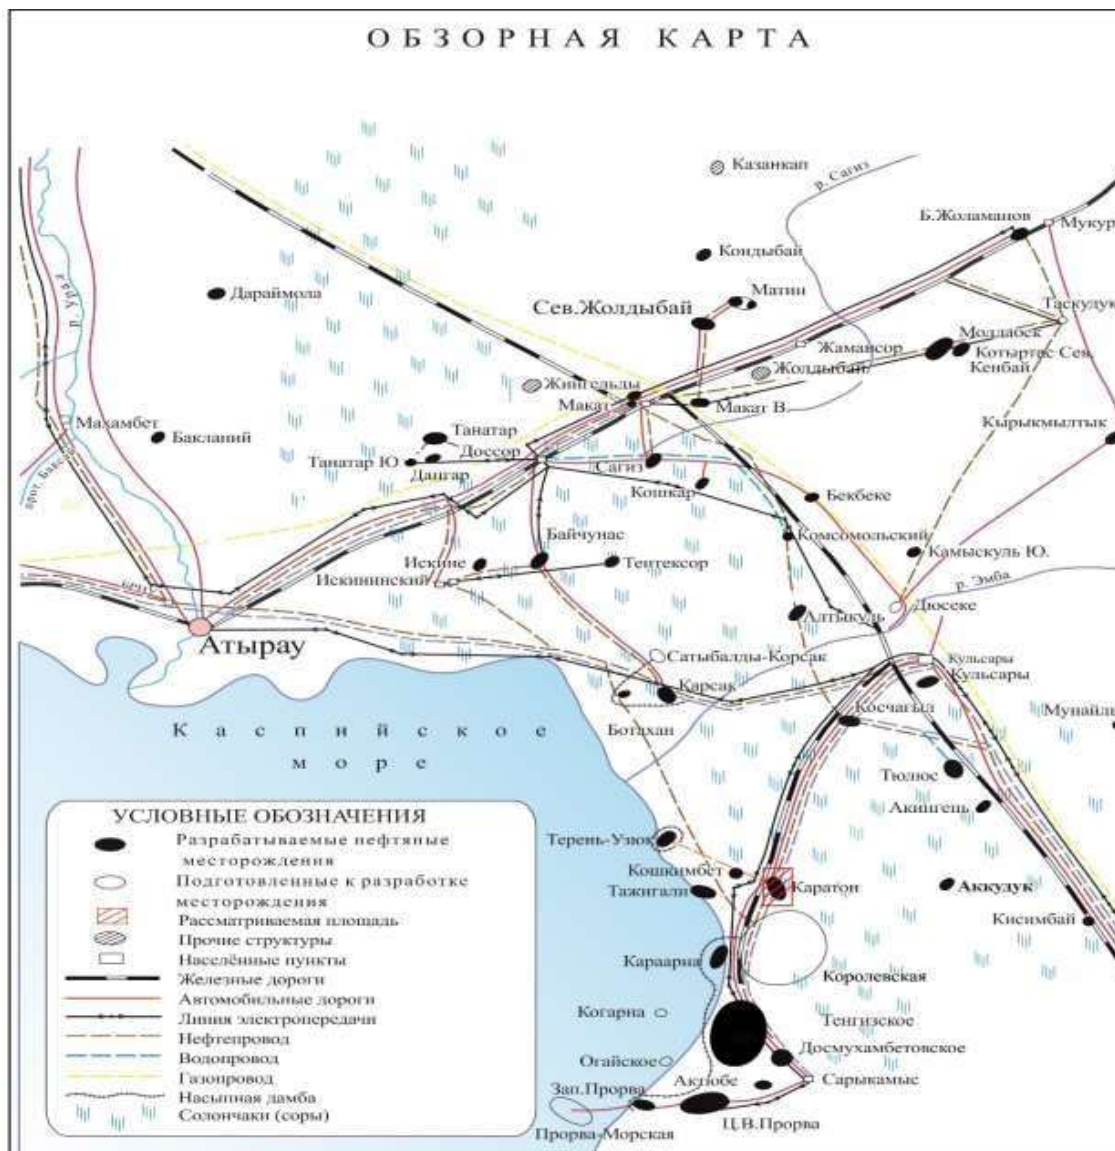 ОБЗОРНАЯ КАРТА
Казанкап
р. Сагиз
Б.Жоламанов
Мукур
Кондыбай
р. Урал
Дараймола
Матин
Сев.Жолдыбай
Таскудук
Молдабек
Котыртас Сев.
Кенбай
Жамансор
Жолдыбай
Жингельды
Макат
Макат В.
Махамбет
Бакланий
Танатар
Доссор
Танатар Ю
Дангар
Сагиз
Кошкар
Кырыкмылтык
Бекбеке
Байчунас
Комсомольский
Камыскуль Ю.
Искине
Искининский
Тентексор
р. Эмба
Дюсеке
Алтыкуль
Атырау
Сатыбалды-Корсак
Кульсары
Кульсары
Карсак
Косчагыл
Ботахан
Каспийское
море
Тюлюс
Акингень
Терень-Узюк
Кошкимбет
Тажигали
Каратон
Аккудук
Кисимбай
Караарна
Королевская
Когарна
Тенгизское
Огайское
Досмухамбетовское
Актюбе
Сарыкамыс
Зап.Прорва
Ц.В.Прорва
Прорва-Морская
УСЛОВНЫЕ ОБОЗНАЧЕНИЯ
Разрабатываемые нефтяные
месторождения
Подготовленные к разработке
месторождения
Рассматриваемая площадь
Прочие структуры
Населённые пункты
Железные дороги
Автомобильные дороги
Линия электропередачи
Нефтепровод
Водопровод
Газопровод
Насыпная дамба
Солончаки (соры)